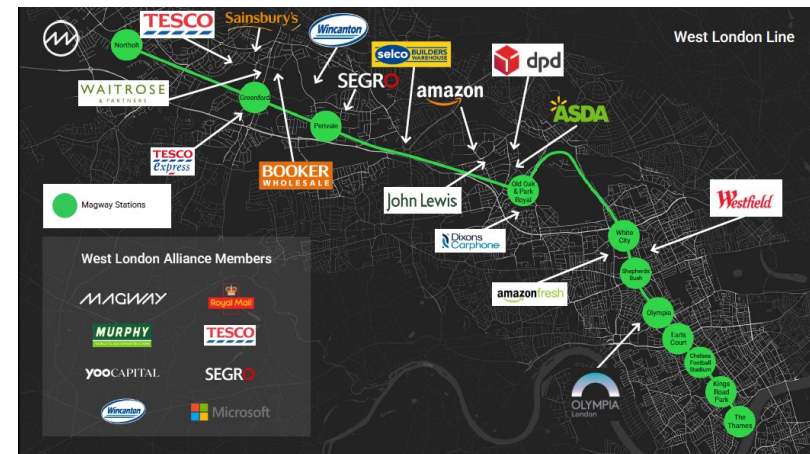 West London Line
Northolt
TESCO
Sainsbury's
Wincanton
selco BUILDERS
WAREHOUSE
dpd
WAITROSE
& PARTNERS
Greenford
SEGRO
amazon
ASDA
Perivale
TESCO
express
BOOKER
WHOLESALE
John Lewis
Old Oak
& Park
Royal
Westfield
Magway Stations
Dixons
Carphone
White
City
West London Alliance Members
Shepherds
Bush
amazonfresh
MAGWAY
Royal Mail
Olympia
MURPHY
TESCO
Earls
Court
Chelsea
Football
Stadium
YOOCAPITAL
SEGRO
Kings
Road
Park
OLYMPIA
London
Wincanton
Microsoft
The
Thames